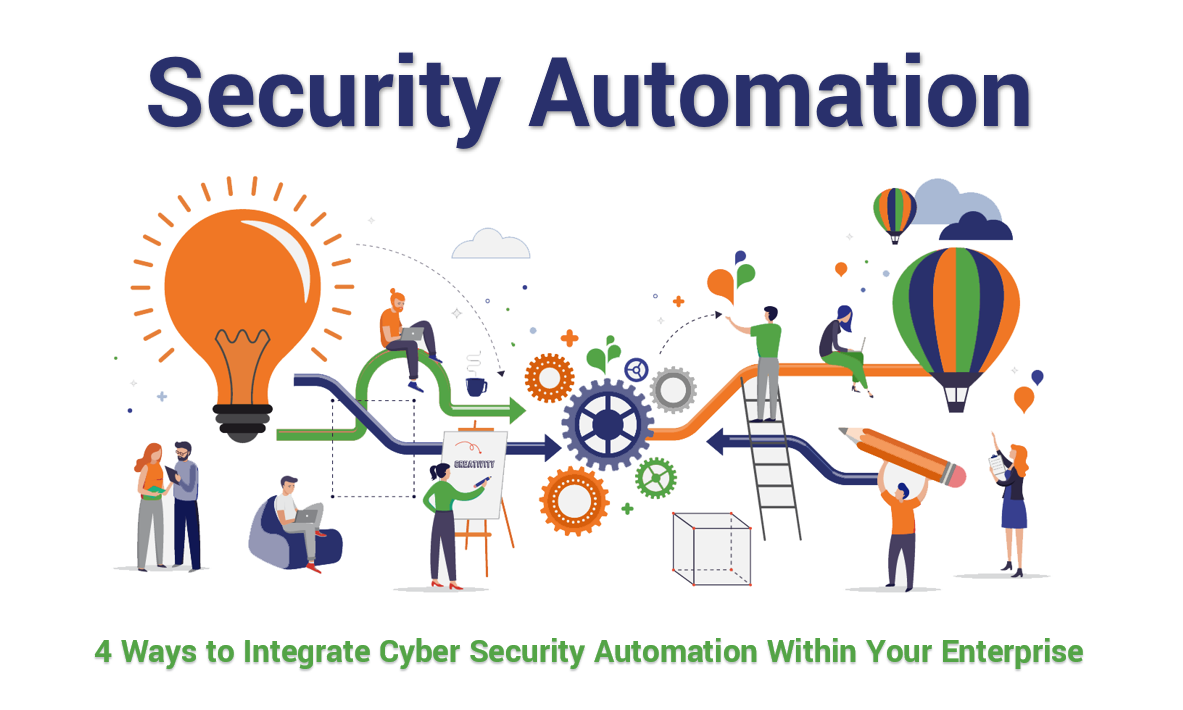 Security Automation
CREATIVITY
4 Ways to Integrate Cyber Security Automation Within Your Enterprise